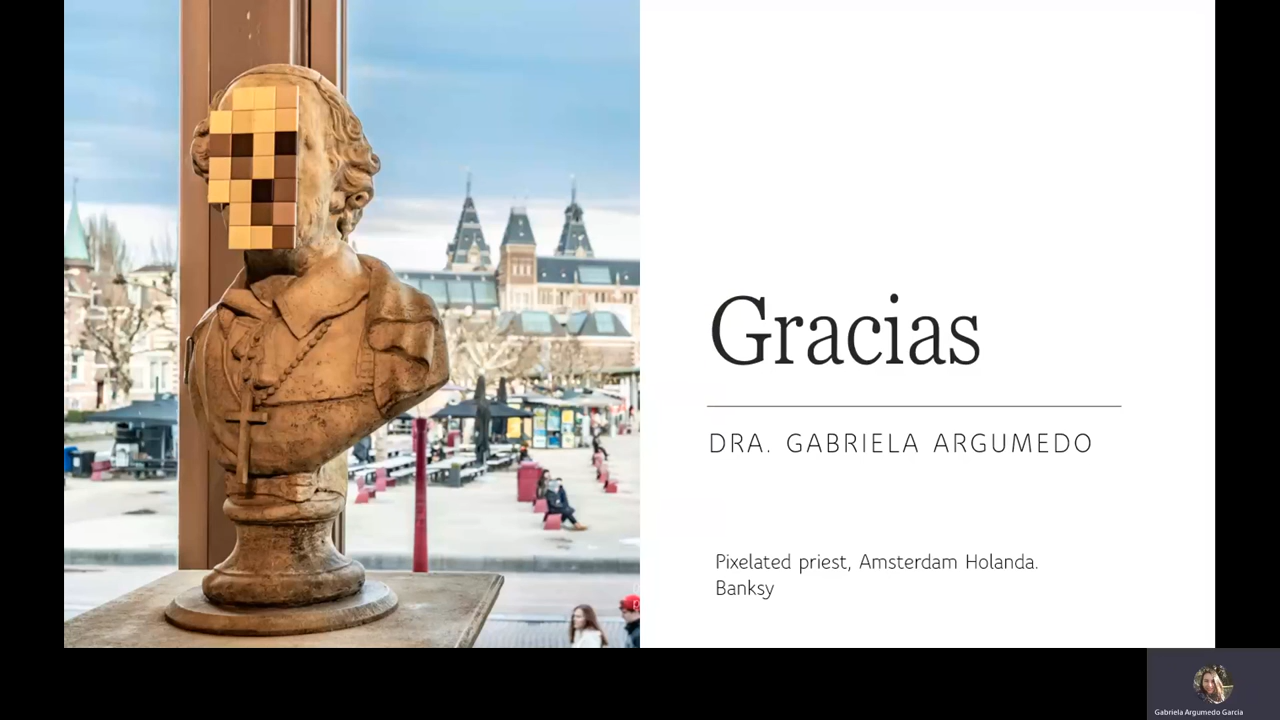 Gracias
DRA. GABRIELA ARGUMEDO
Pixelated priest, Amsterdam Holanda.
Banksy
Gabriela Argumedo Garcia